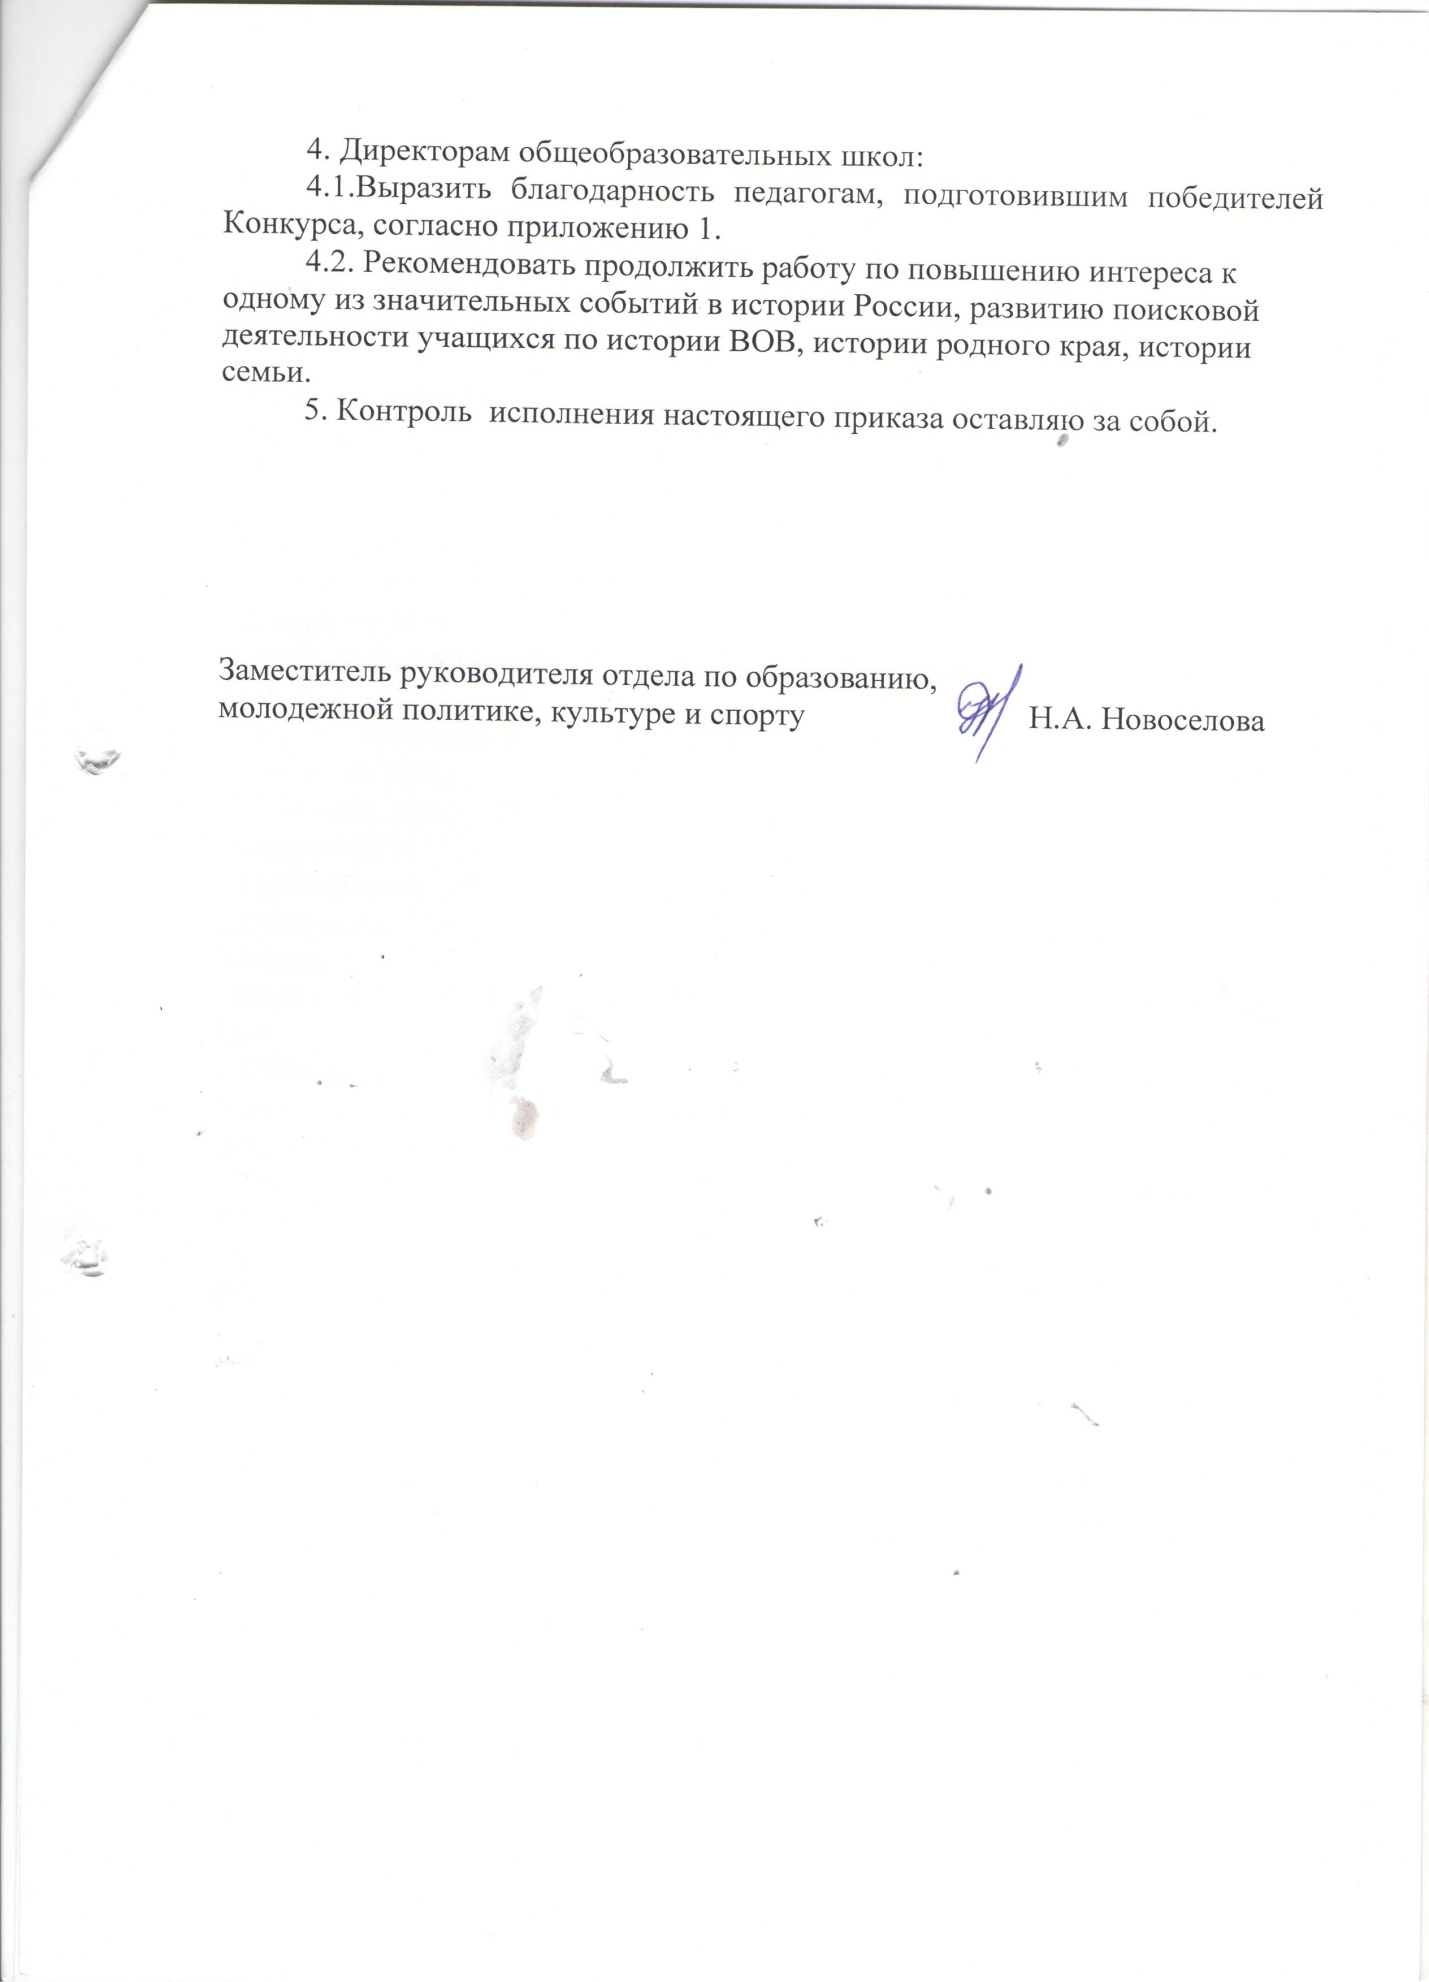 4. Директорам общеобразовательных школ:
4.1.Выразить благодарность педагогам, подготовившим победителей
Конкурса, согласно приложению 1.
4.2. Рекомендовать продолжить работу по повышению интереса к
одному из значительных событий в истории России, развитию поисковой
деятельности учащихся по истории ВОВ, истории родного края, истории
семьи.
5. Контроль исполнения настоящего приказа оставляю за собой.
Заместитель руководителя отдела по образованию,
молодежной политике, культуре и спорту Н.А. Новоселова